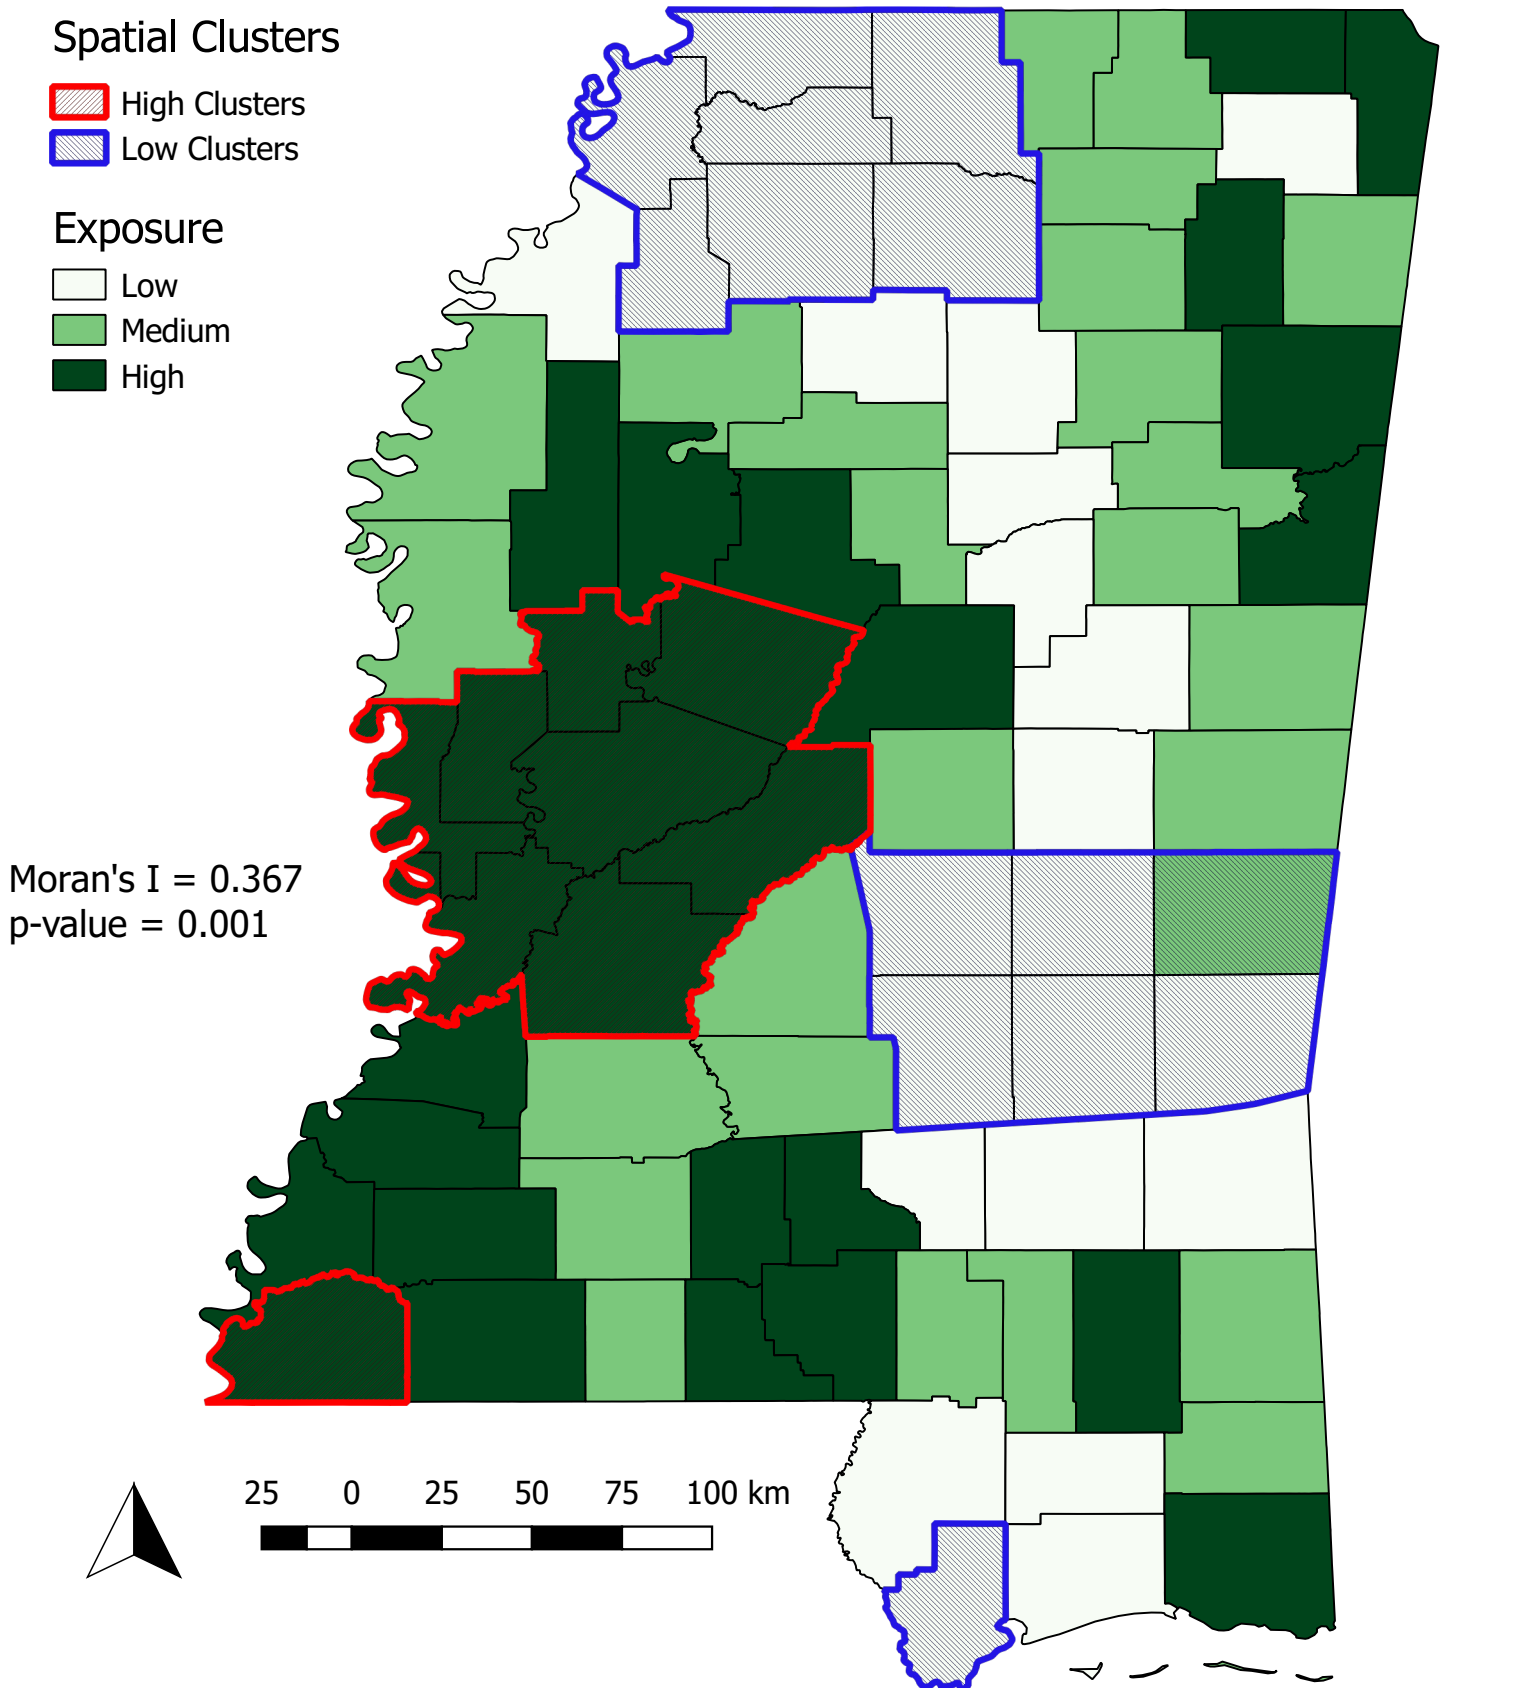 Spatial Clusters
High Clusters
Low Clusters
Exposure
Low
Medium
High
Moran's I = 0.367
p-value = 0.001
25 0 25 50 75 100 km